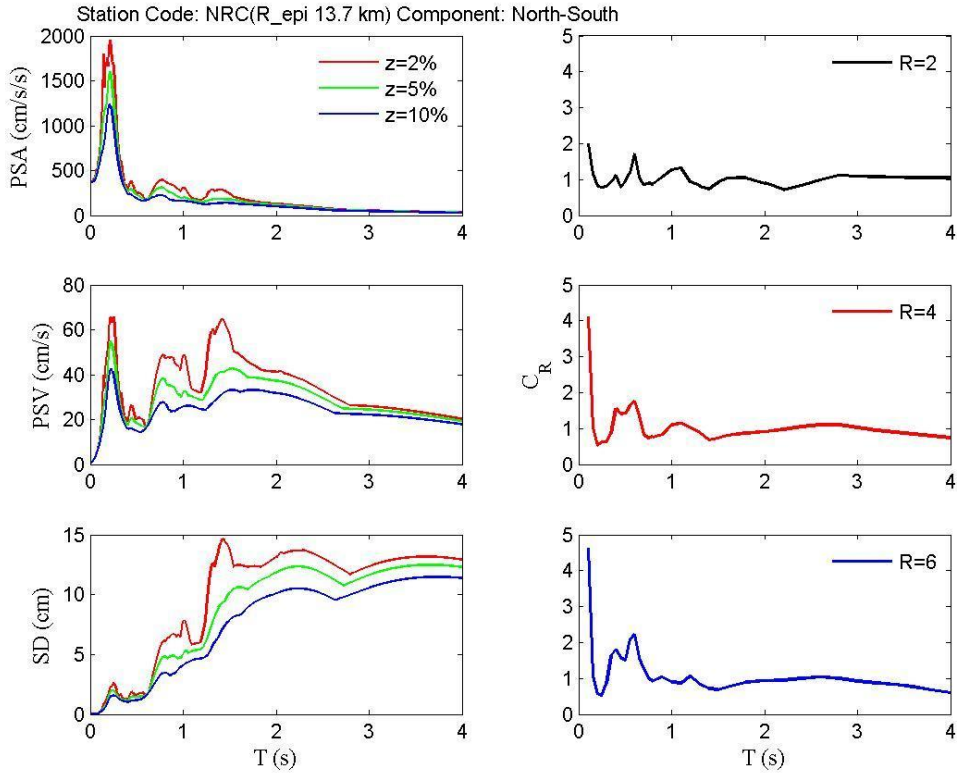 Station Code: NRC(R_epi 13.7 km) Component: North-South
PSA (cm/s/s)
2000
1500
1000
500
0
0 1 2 3 4
z=2%
z=5%
z=10%
5
4
3
2
1
0
0 1 2 3 4
R=2
PSV (cm/s)
80
60
40
20
0
0 1 2 3 4
C_R
5
4
3
2
1
0
0 1 2 3 4
R=4
SD (cm)
15
10
5
0
0 1 2 3 4
T (s)
5
4
3
2
1
0
0 1 2 3 4
R=6
T (s)